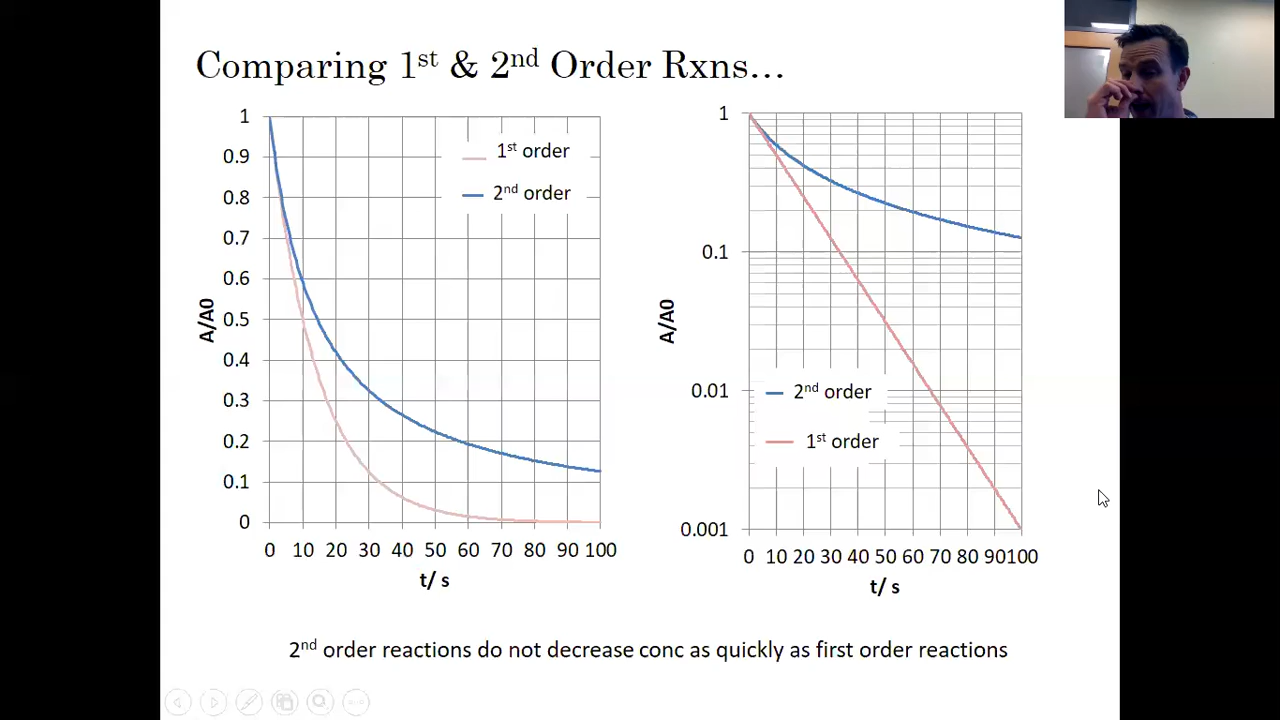 Comparing 1st & 2nd Order Rxns...
1
0.9
0.8
0.7
0.6
0.5
0.4
0.3
0.2
0.1
0
A/A0
1st order
2nd order
0 10 20 30 40 50 60 70 80 90 100
t/ s
1
0.1
0.01
0.001
A/A0
2nd order
1st order
0 10 20 30 40 50 60 70 80 90100
t/ s
2nd order reactions do not decrease conc as quickly as first order reactions